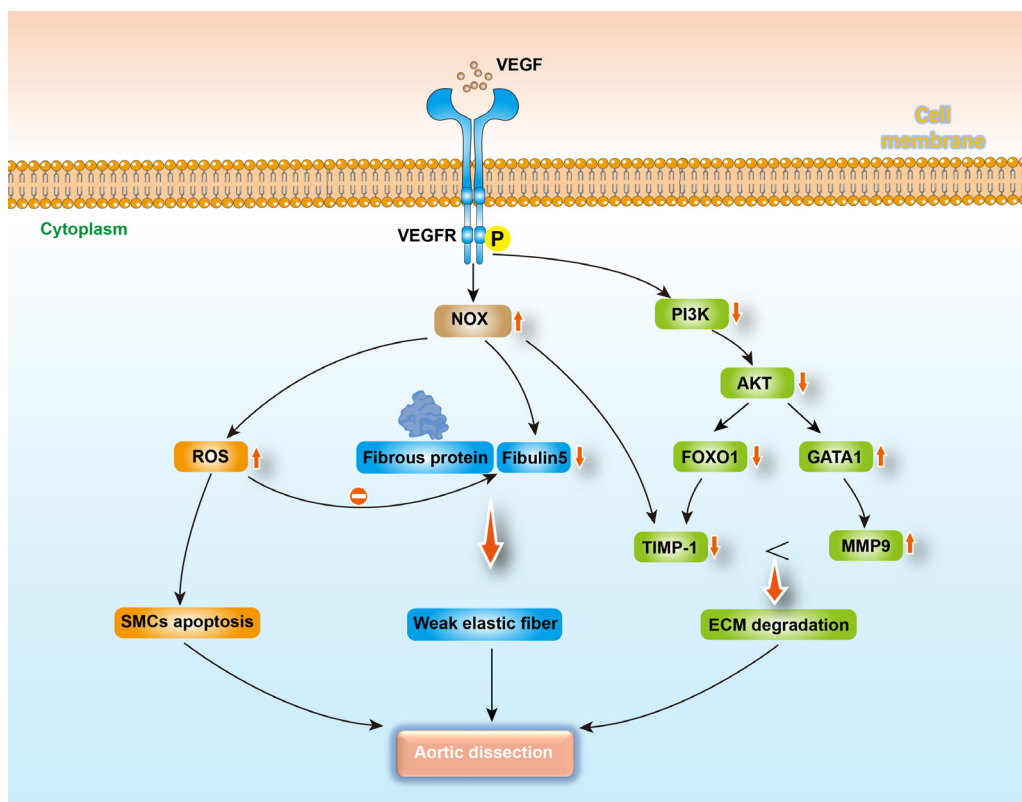 VEGF
Cell
membrane
Cytoplasm
VEGFR
P
NOX
PI3K
AKT
ROS
Fibrous protein
Fibulin5
FOXO1
GATA1
TIMP-1
<
MMP9
SMCs apoptosis
Weak elastic fiber
ECM degradation
Aortic dissection